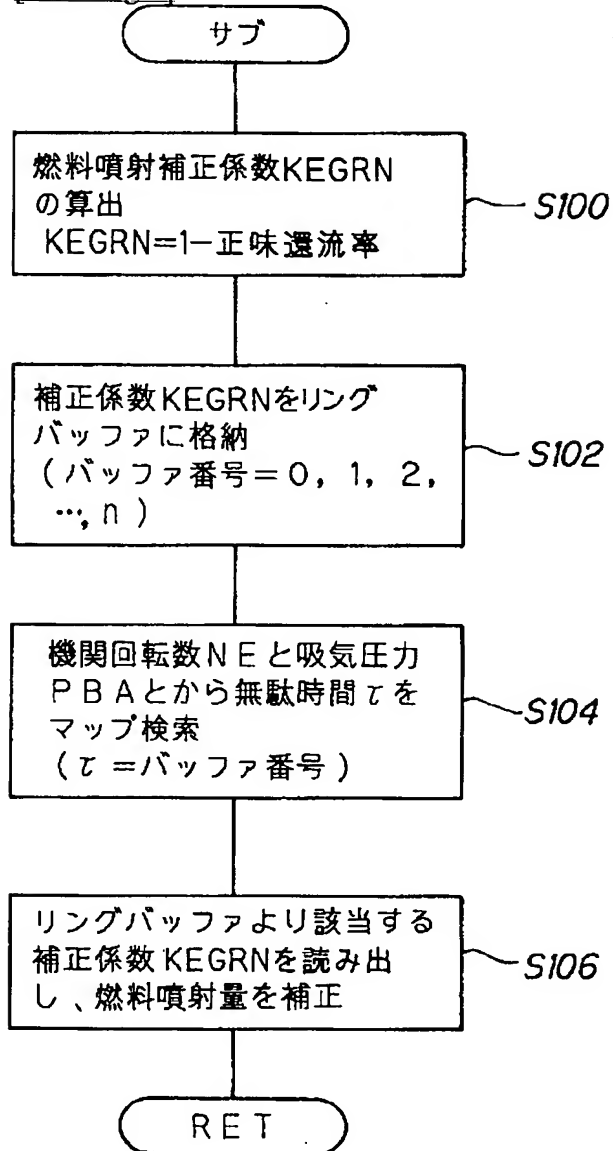 サブ
燃料噴射補正係数KEGRN
の算出
KEGRN=1−正味還流率
S100
補正係数KEGRNをリング
バッファに格納
(バッファ番号=0, 1, 2,
…, n )
S102
機関回転数NEと吸気圧力
PBAとから無駄時間τを
マップ検索
(τ=バッファ番号)
S104
リングバッファより該当する
補正係数KEGRNを読み出
し、燃料噴射量を補正
S106
RET